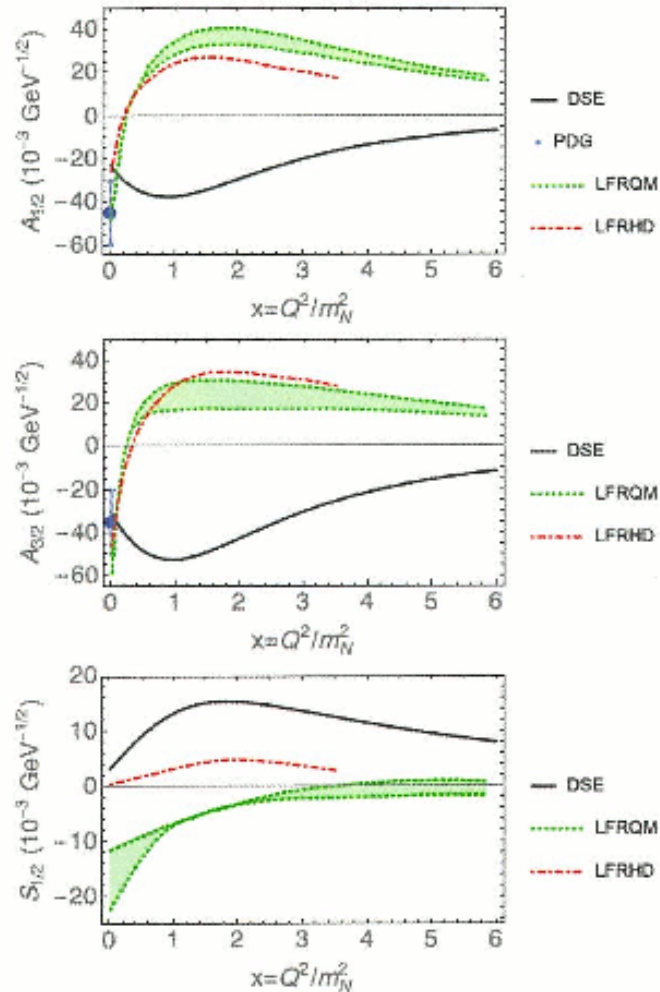 40
20
0
−20
−40
−60
A1/2 (10−3 GeV−1/2)
0 1 2 3 4 5 6
x=Q2/m2N
DSE
PDG
LFRQM
LFRHD
40
20
0
−20
−40
−60
A3/2 (10−3 GeV−1/2)
0 1 2 3 4 5 6
x=Q2/m2N
DSE
LFRQM
LFRHD
20
10
0
−10
−20
S1/2 (10−3 GeV−1/2)
0 1 2 3 4 5 6
x=Q2/m2N
DSE
LFRQM
LFRHD